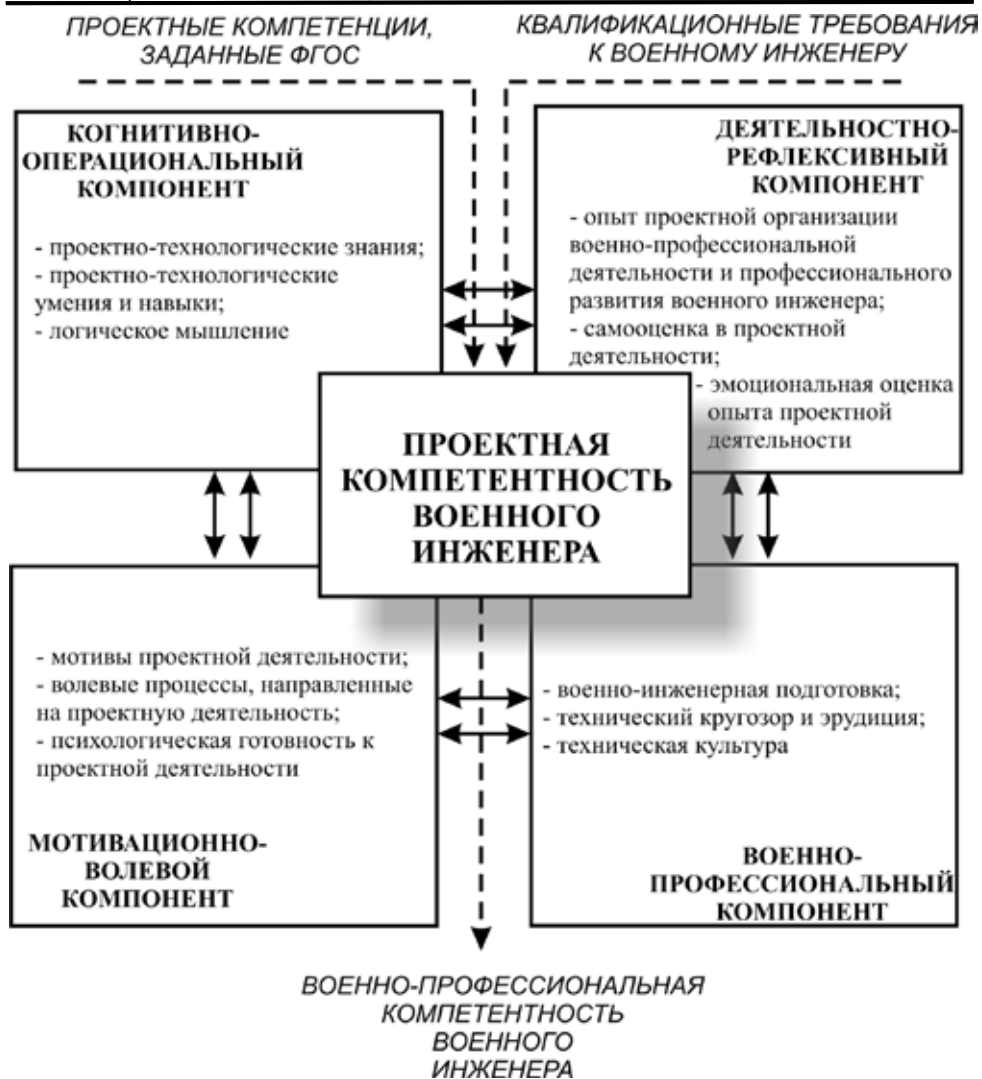 ПРОЕКТНЫЕ КОМПЕТЕНЦИИ,
ЗАДАННЫЕ ФГОС
КВАЛИФИКАЦИОННЫЕ ТРЕБОВАНИЯ
К ВОЕННОМУ ИНЖЕНЕРУ
КОГНИТИВНО-
ОПЕРАЦИОНАЛЬНЫЙ
КОМПОНЕНТ
- проектно-технологические знания;
- проектно-технологические
умения и навыки;
- логическое мышление
ДЕЯТЕЛЬНОСТНО-
РЕФЛЕКСИВНЫЙ
КОМПОНЕНТ
- опыт проектной организации
военно-профессиональной
деятельности и профессионального
развития военного инженера;
- самооценка в проектной
деятельности;
- эмоциональная оценка
опыта проектной
деятельности
ПРОЕКТНАЯ
КОМПЕТЕНТНОСТЬ
ВОЕННОГО
ИНЖЕНЕРА
- мотивы проектной деятельности;
- волевые процессы, направленные
на проектную деятельность;
- психологическая готовность к
проектной деятельности
МОТИВАЦИОННО-
ВОЛЕВОЙ
КОМПОНЕНТ
- военно-инженерная подготовка;
- технический кругозор и эрудиция;
- техническая культура
ВОЕННО-
ПРОФЕССИОНАЛЬНЫЙ
КОМПОНЕНТ
ВОЕННО-ПРОФЕССИОНАЛЬНАЯ
КОМПЕТЕНТНОСТЬ
ВОЕННОГО
ИНЖЕНЕРА